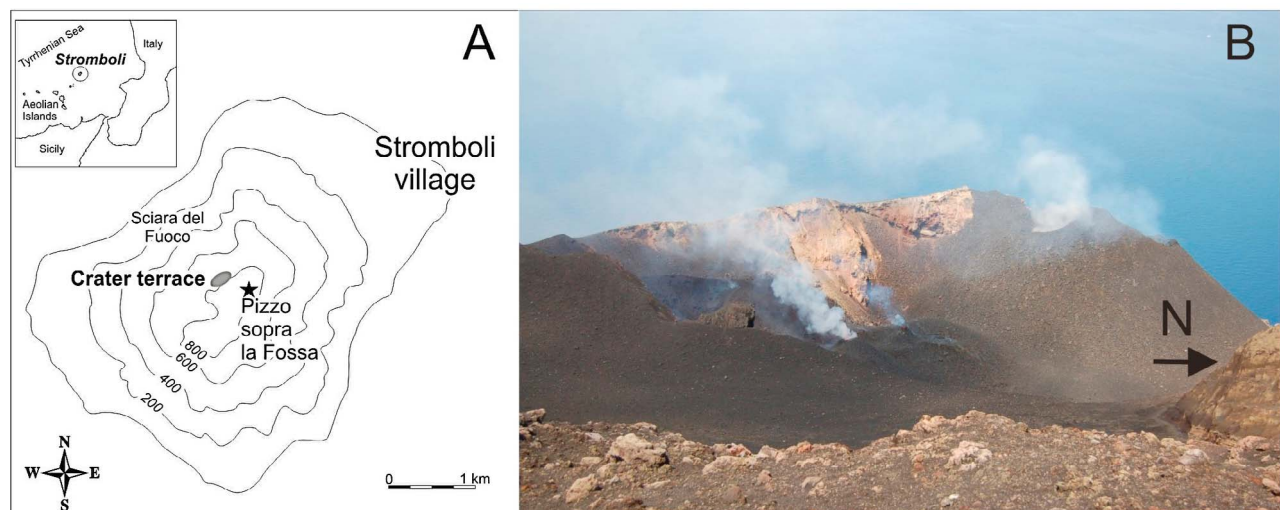 A
Tyrrhenian Sea
Italy
Stromboli
Aeolian
Islands
Sicily
Stromboli
village
Sciara del
Fuoco
Crater terrace
Pizzo
sopra
la Fossa
800
600
400
200
N
W E
S
0 1 km
B
N